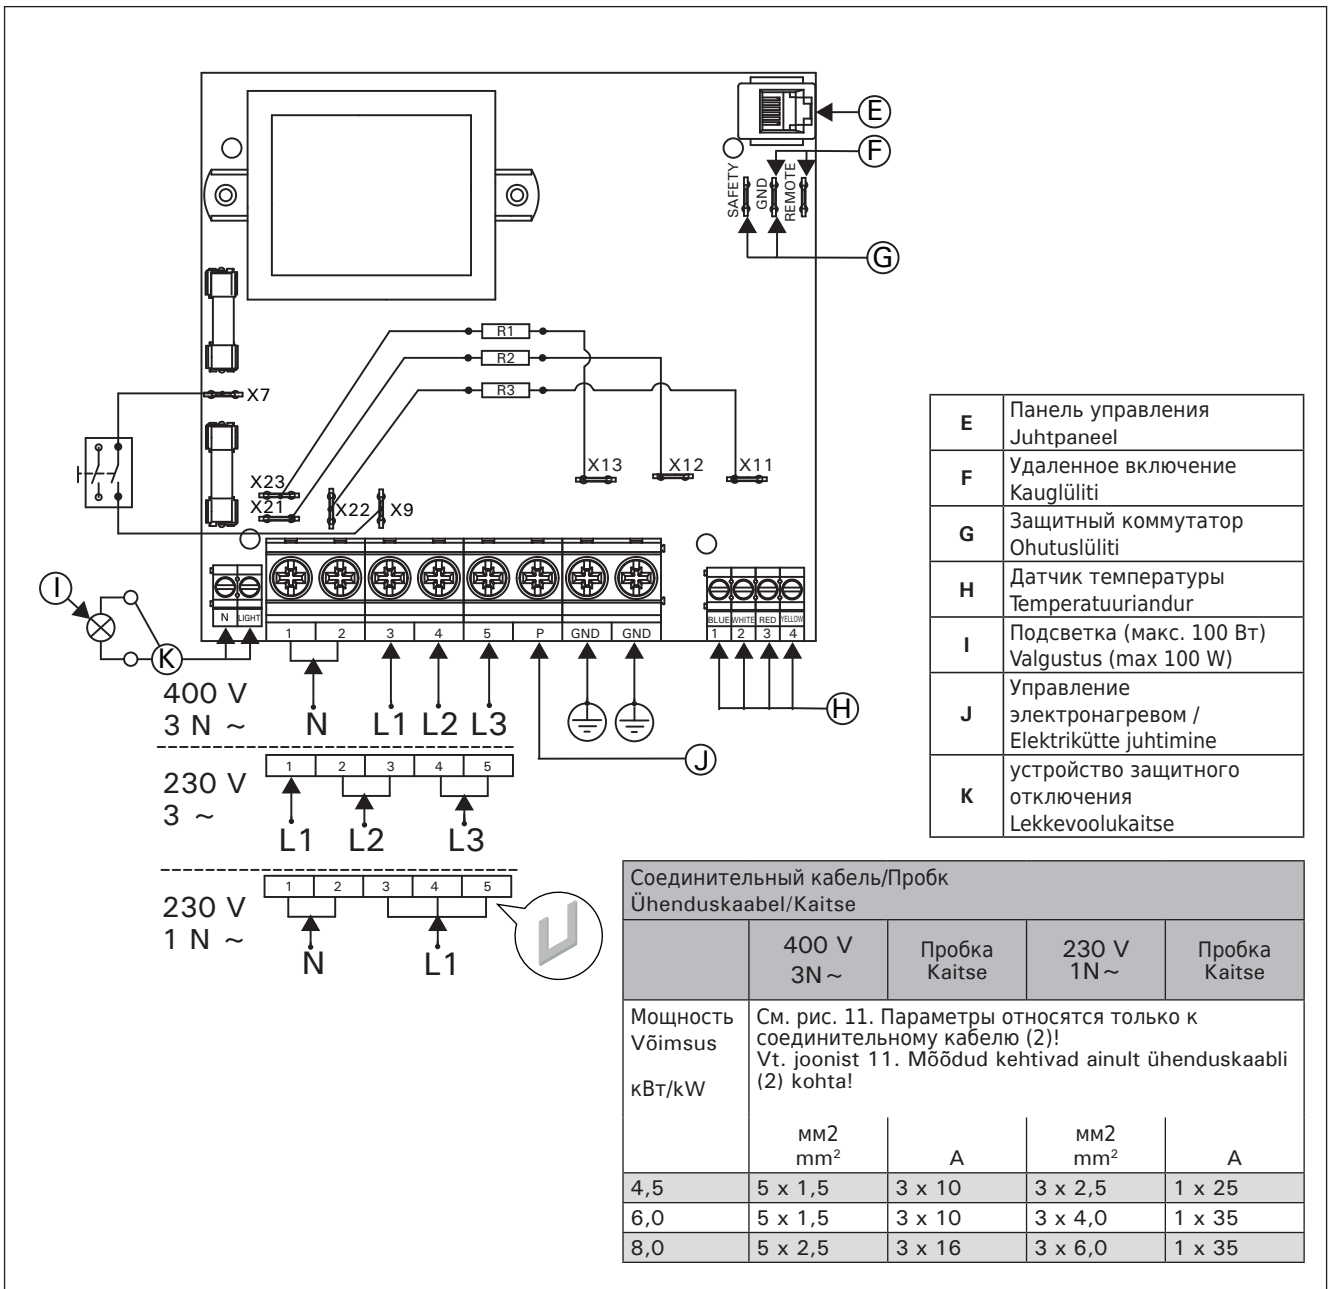 E
F
SAFETY
GND
REMOTE
G
R1
R2
R3
X7
X13
X12
X11
X23
X21
X22
X9
I
N
LIGHT
K
1
2
3
4
5
P
GND
GND
BLUE
WHITE
RED
YELLOW
1
2
3
4
400 V
3 N ~
N
L1
L2
L3
H
J
230 V
3 ~
1
2
3
4
5
L1
L2
L3
230 V
1 N ~
1
2
3
4
5
N
L1
E
Панель управления
Juhtpaneel
F
Удаленное включение
Kauglüliti
G
Защитный коммутатор
Ohutuslüliti
H
Датчик температуры
Temperatuuriandur
I
Подсветка (макс. 100 Вт)
Valgustus (max 100 W)
J
Управление
электронагревом /
Elektrikütte juhtimine
K
устройство защитного
отключения
Lekkevoolukaitse
Соединительный кабель/Пробк
Ühenduskaabel/Kaitse
400 V
3N~
Пробка
Kaitse
230 V
1N~
Пробка
Kaitse
Мощность
Võimsus
кВт/kW
См. рис. 11. Параметры относятся только к
соединительному кабелю (2)!
Vt. joonist 11. Mõõdud kehtivad ainult ühenduskaabli
(2) kohta!
мм2
mm²
A
мм2
mm²
A
4,5 5 x 1,5 3 x 10 3 x 2,5 1 x 25
6,0 5 x 1,5 3 x 10 3 x 4,0 1 x 35
8,0 5 x 2,5 3 x 16 3 x 6,0 1 x 35